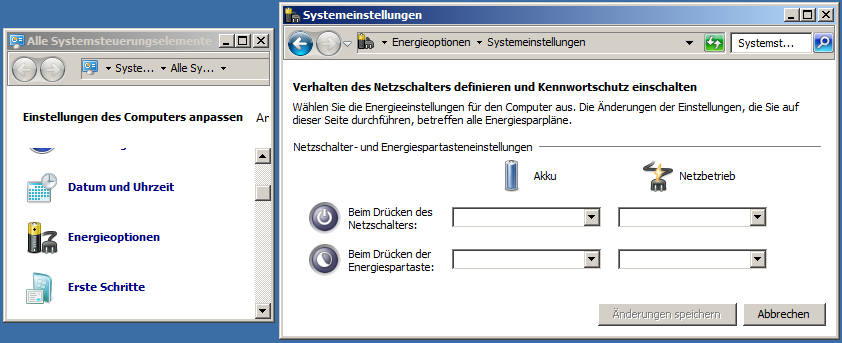 Alle Systemsteuerungselemente
Syste... Alle Sy...
Einstellungen des Computers anpassen Ar
Datum und Uhrzeit
Energieoptionen
Erste Schritte
Systemeinstellungen
Energieoptionen Systemeinstellungen Systemst...
Verhalten des Netzschalters definieren und Kennwortschutz einschalten
Wählen Sie die Energieeinstellungen für den Computer aus. Die Änderungen der Einstellungen, die Sie auf
dieser Seite durchführen, betreffen alle Energiesparpläne.
Netzschalter- und Energiespartasteneinstellungen
Akku Netzbetrieb
Beim Drücken des
Netzschalters:
Beim Drücken der
Energiespartaste:
Änderungen speichern Abbrechen